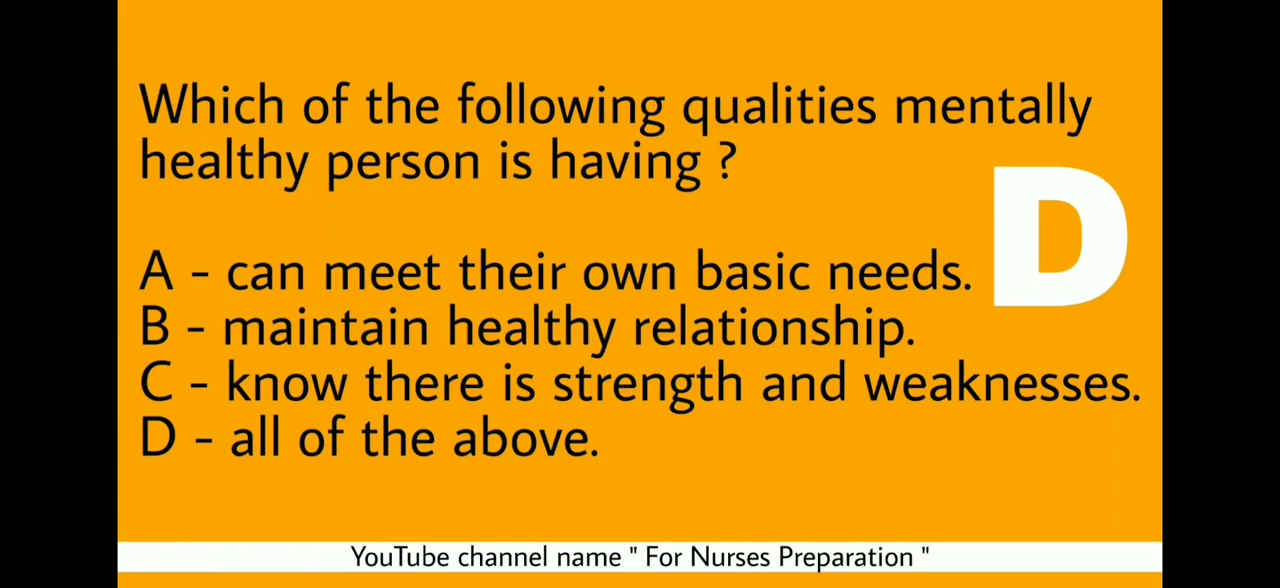 Which of the following qualities mentally
healthy person is having ?
D
A - can meet their own basic needs.
B - maintain healthy relationship.
C - know there is strength and weaknesses.
D - all of the above.
YouTube channel name " For Nurses Preparation "